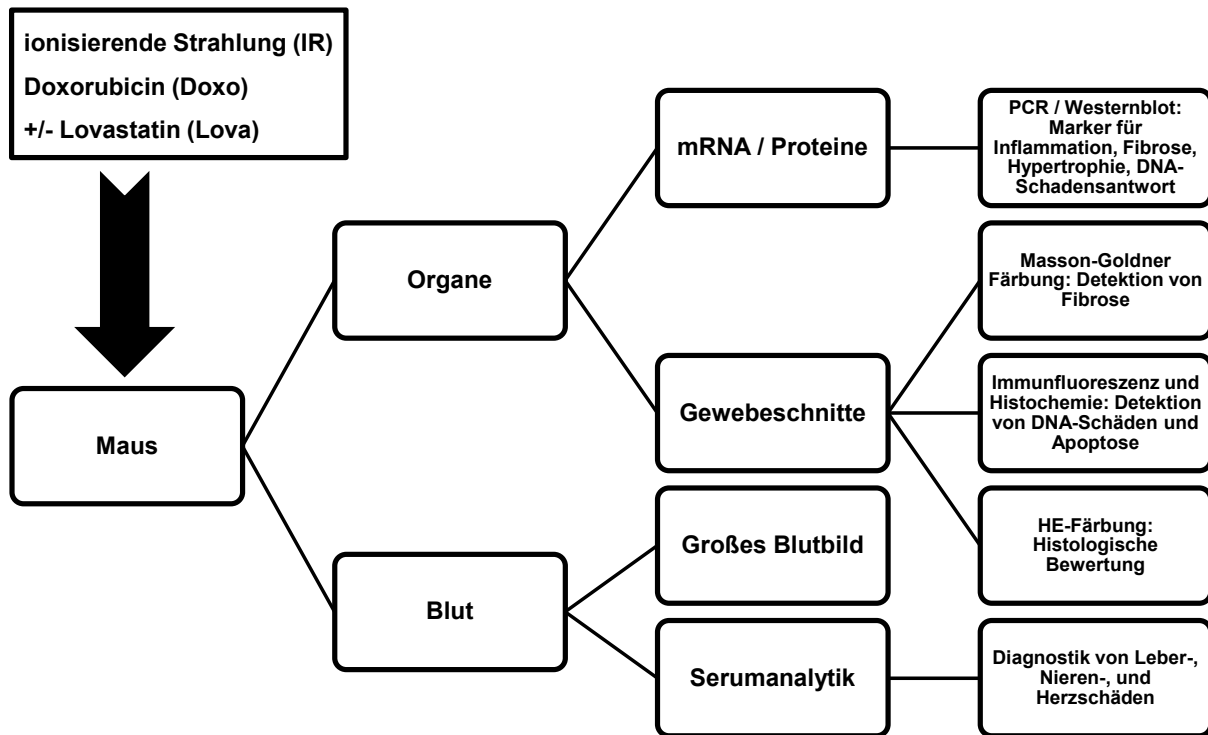 ionisierende Strahlung (IR)
Doxorubicin (Doxo)
+/- Lovastatin (Lova)
Maus
Organe
Blut
mRNA / Proteine
Gewebeschnitte
Großes Blutbild
Serumanalytik
PCR / Westernblot:
Marker für
Inflammation, Fibrose,
Hypertrophie, DNA-
Schadensantwort
Masson-Goldner
Färbung: Detektion von
Fibrose
Immunfluoreszenz und
Histochemie: Detektion
von DNA-Schäden und
Apoptose
HE-Färbung:
Histologische
Bewertung
Diagnostik von Leber-,
Nieren-, und
Herzschäden